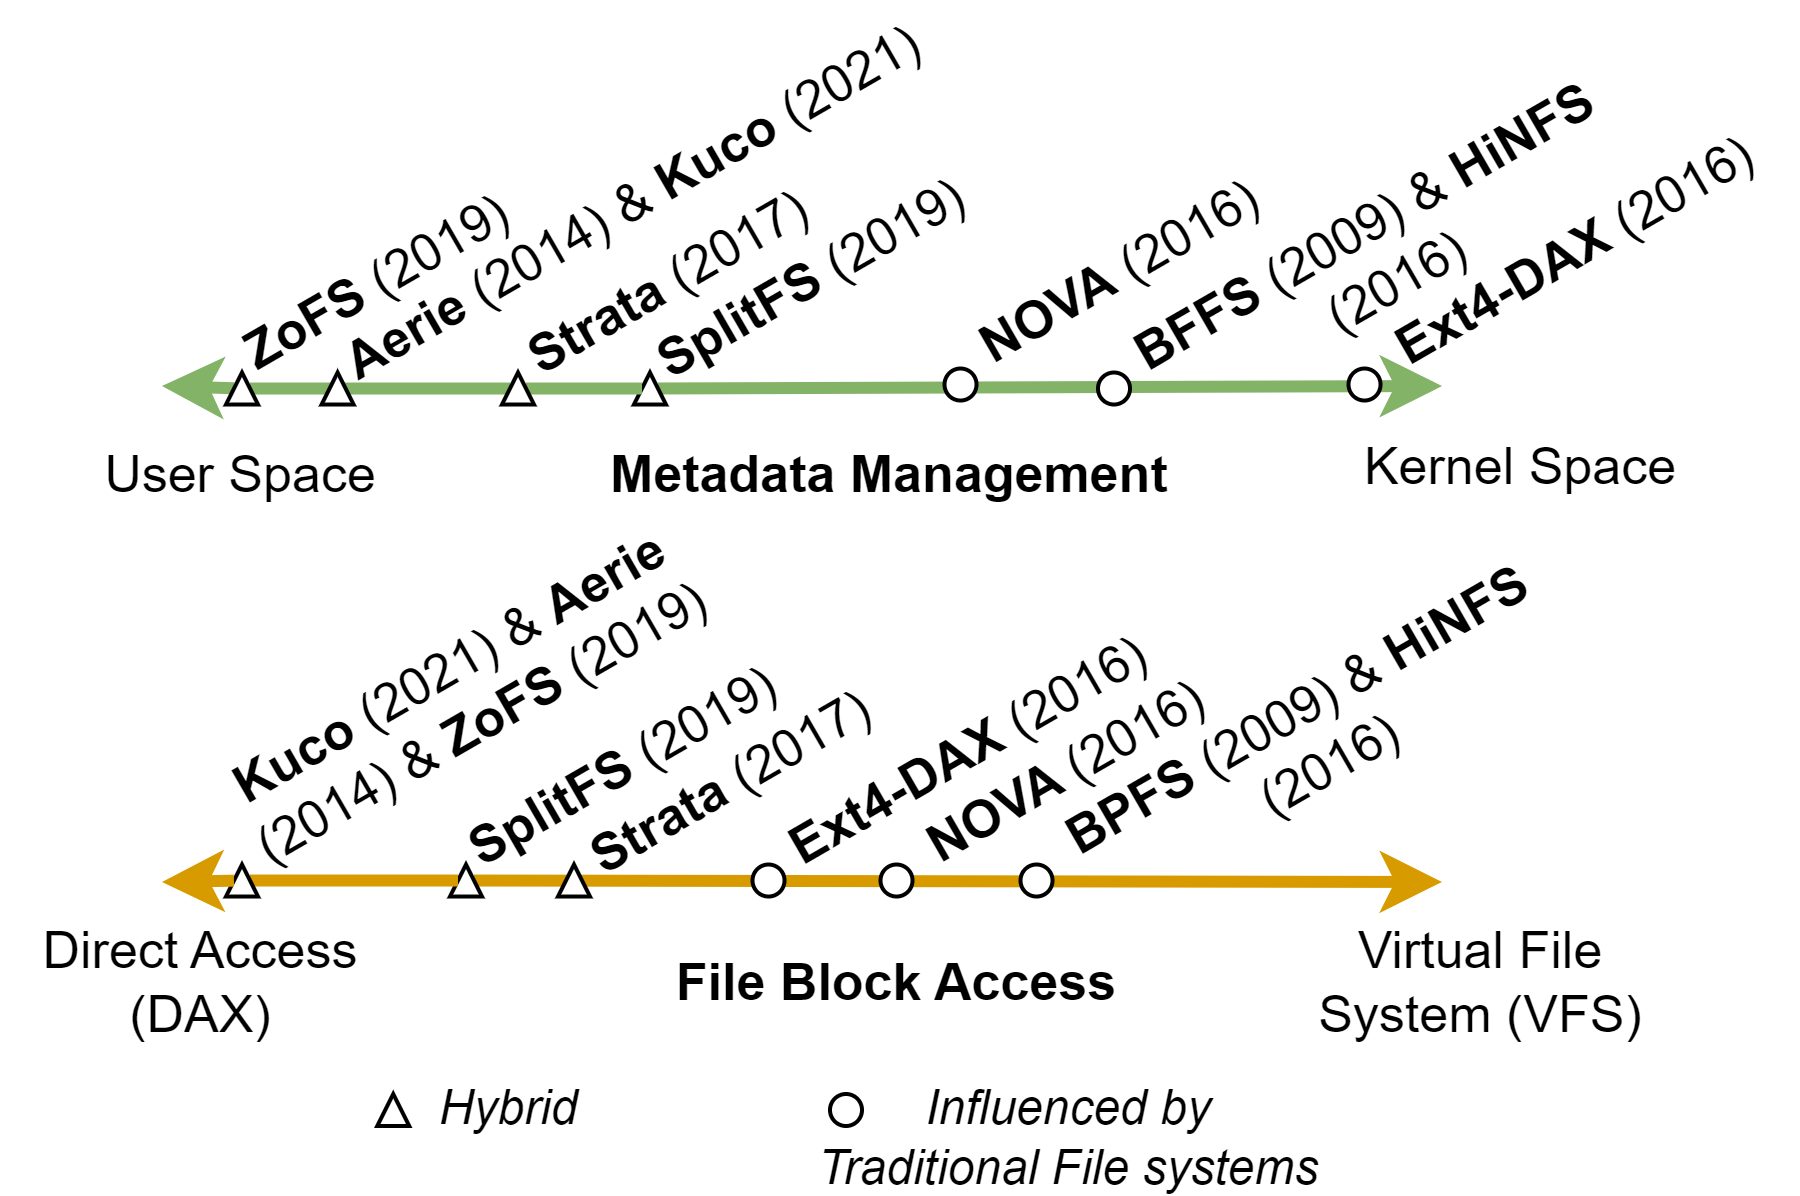 ZoFS (2019)
Aerie (2014) & Kuco (2021)
Strata (2017)
SplitFS (2019)
NOVA (2016)
BFFS (2009) & HiNFS
(2016)
Ext4-DAX (2016)
User Space
Metadata Management
Kernel Space
Kuco (2021) & Aerie
(2014) & ZoFS (2019)
SplitFS (2019)
Strata (2017)
Ext4-DAX (2016)
NOVA (2016)
BPFS (2009) & HiNFS
(2016)
Direct Access
(DAX)
File Block Access
Virtual File
System (VFS)
Hybrid
Influenced by
Traditional File systems